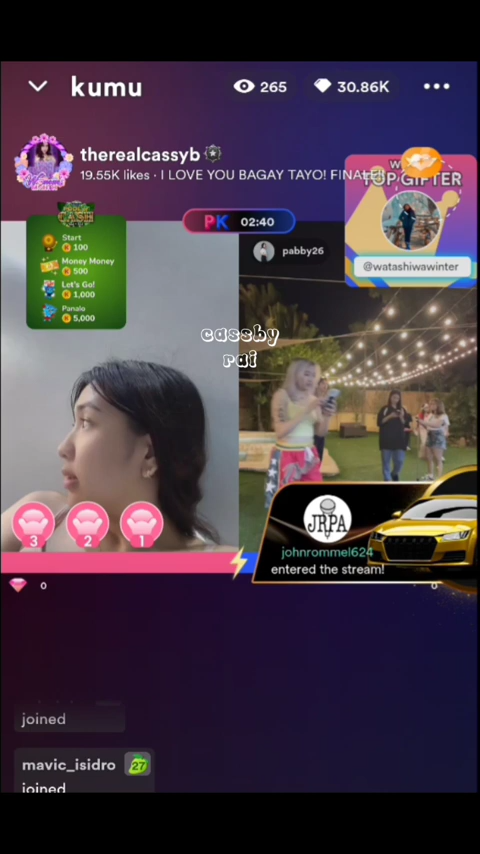 kumu
265
30.86K
therealcassyb
19.55K likes · I LOVE YOU BAGAY TAYO! FINALE!!
TOP GIFTER
@watashiwawinter
PK 02:40
CASH
Start
100
Money Money
500
Let's Go!
1,000
Panalo
5,000
pabby26
cassby
rai
3
2
1
JRPA
johnrommel624
entered the stream!
0
0
joined
mavic_isidro 27
joined